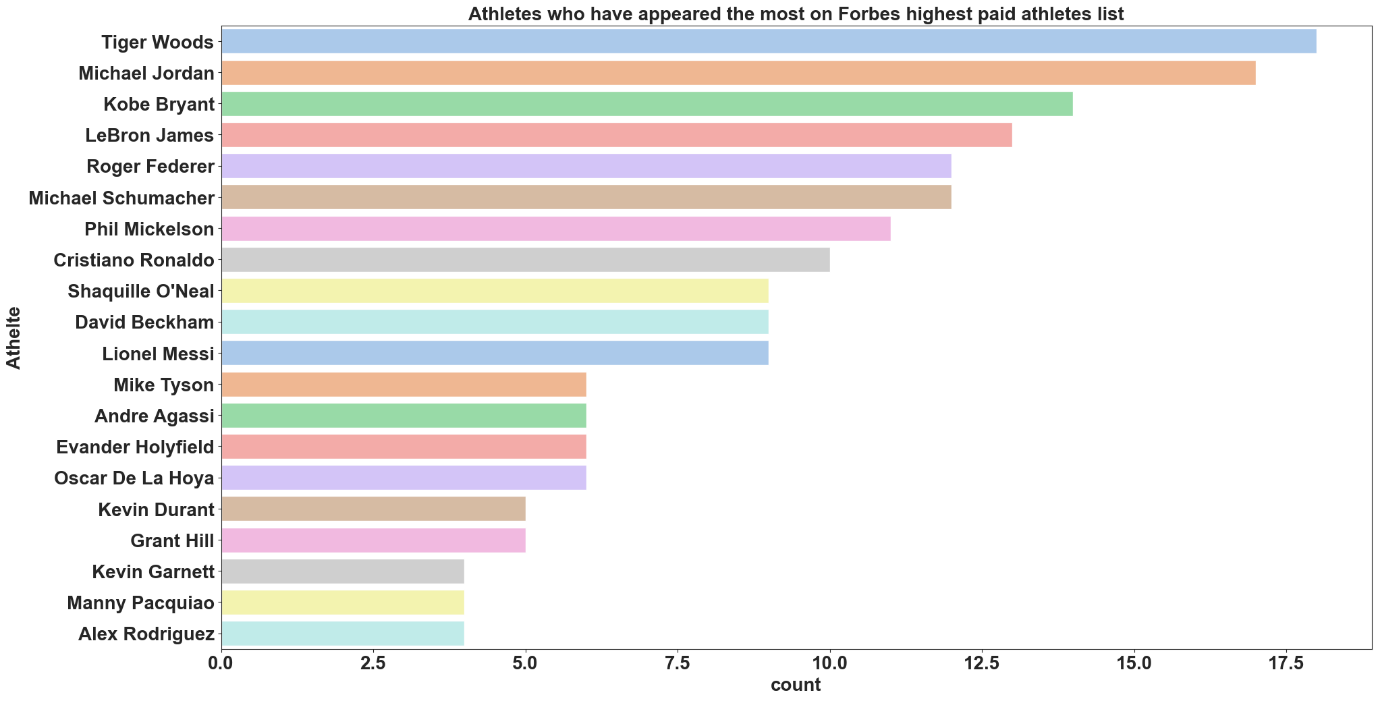 Athletes who have appeared the most on Forbes highest paid athletes list
Athelte
Tiger Woods
Michael Jordan
Kobe Bryant
LeBron James
Roger Federer
Michael Schumacher
Phil Mickelson
Cristiano Ronaldo
Shaquille O'Neal
David Beckham
Lionel Messi
Mike Tyson
Andre Agassi
Evander Holyfield
Oscar De La Hoya
Kevin Durant
Grant Hill
Kevin Garnett
Manny Pacquiao
Alex Rodriguez
0.0 2.5 5.0 7.5 10.0 12.5 15.0 17.5
count